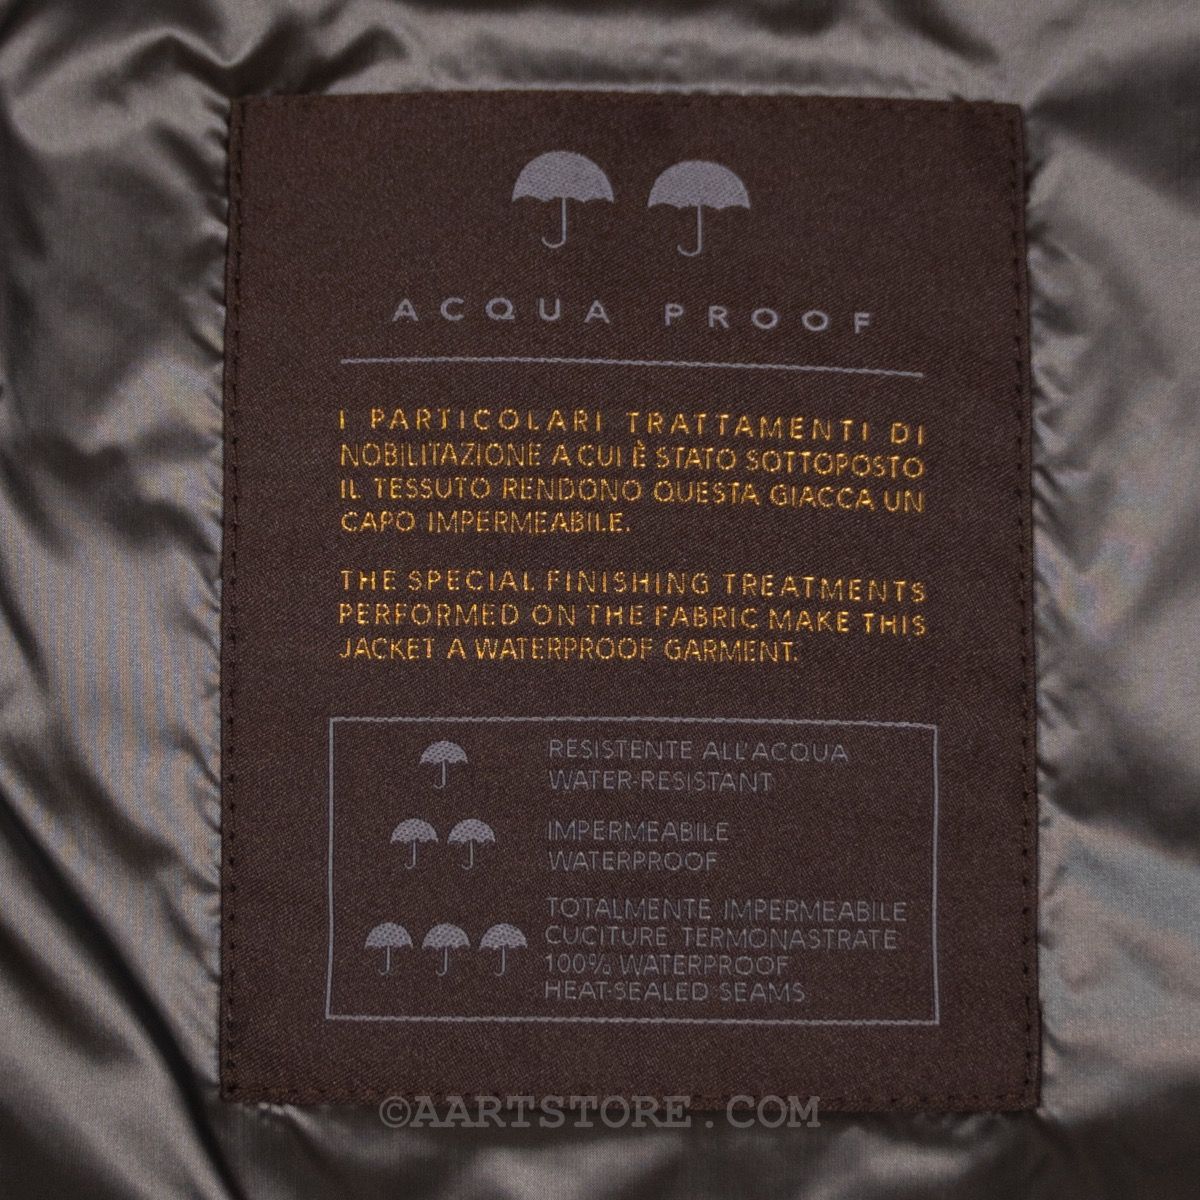 ACQUA PROOF
I PARTICOLARI TRATTAMENTI DI
NOBILITAZIONE A CUI È STATO SOTTOPOSTO
IL TESSUTO RENDONO QUESTA GIACCA UN
CAPO IMPERMEABILE.
THE SPECIAL FINISHING TREATMENTS
PERFORMED ON THE FABRIC MAKE THIS
JACKET A WATERPROOF GARMENT.
RESISTENTE ALL'ACQUA
WATER-RESISTANT
IMPERMEABILE
WATERPROOF
TOTALMENTE IMPERMEABILE
CUCITURE TERMONASTRATE
100% WATERPROOF
HEAT-SEALED SEAMS
©AARTSTORE.COM